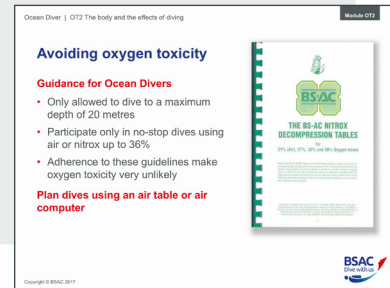 Ocean Diver | OT2 The body and the effects of diving
Module OT2
Avoiding oxygen toxicity
Guidance for Ocean Divers
• Only allowed to dive to a maximum
depth of 20 metres
• Participate only in no-stop dives using
air or nitrox up to 36%
• Adherence to these guidelines make
oxygen toxicity very unlikely
Plan dives using an air table or air
computer
BS-AC
THE BS-AC NITROX
DECOMPRESSION TABLES
for
BSAC
Dive with us
Copyright © BSAC 2017